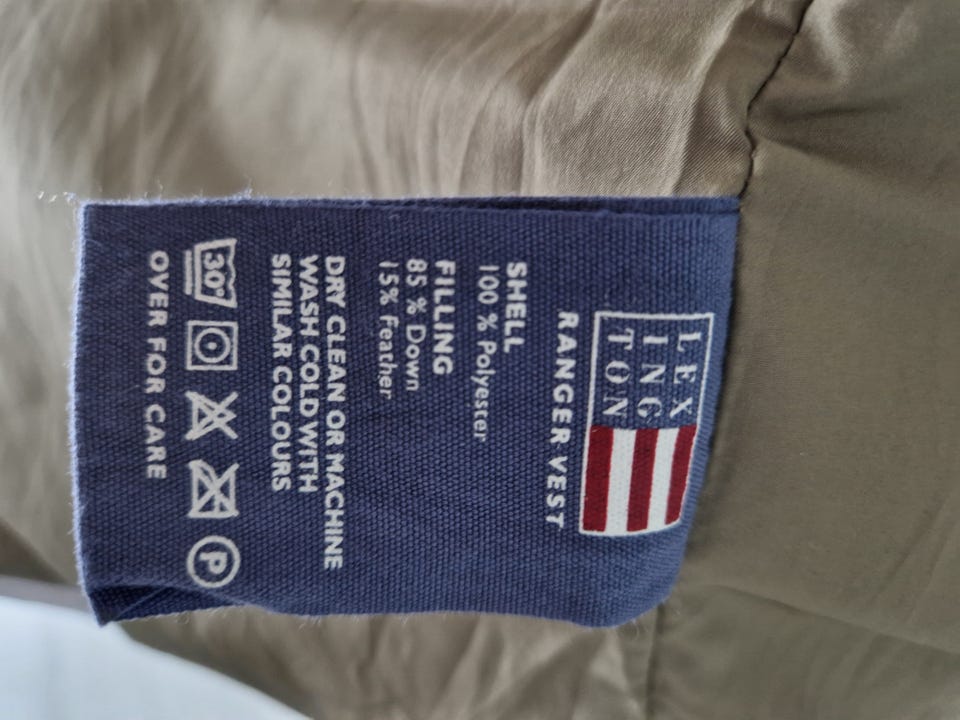 LEX
ING
TON
RANGER VEST
SHELL
100 % Polyester
FILLING
85 % Down
15% Feather
DRY CLEAN OR MACHINE
WASH COLD WITH
SIMILAR COLOURS
30°
P
OVER FOR CARE